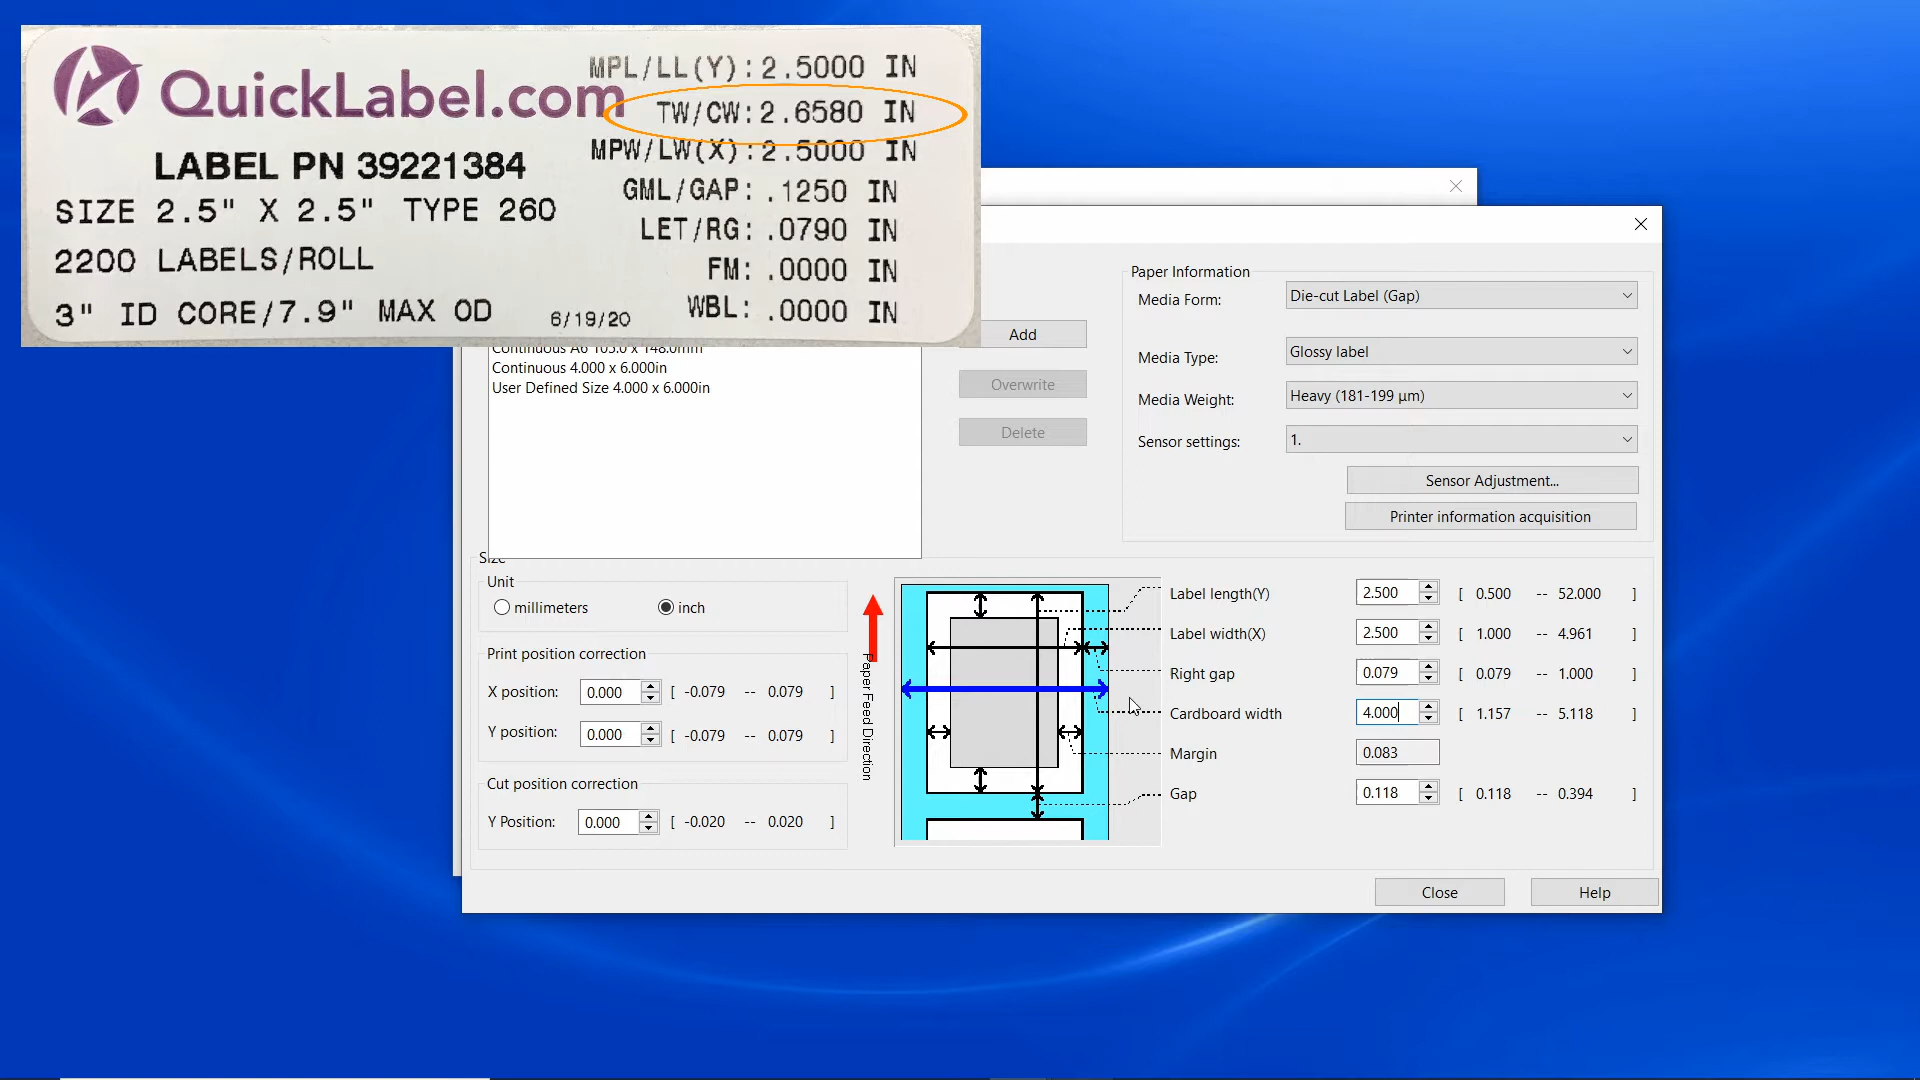 QuickLabel.com
LABEL PN 39221384
SIZE 2.5" X 2.5" TYPE 260
2200 LABELS/ROLL
3" ID CORE/7.9" MAX OD
6/19/20
MPL/LL(Y):2.5000 IN
TW/CW:2.6580 IN
MPW/LW(X):2.5000 IN
GML/GAP: .1250 IN
LET/RG: .0790 IN
FM: .0000 IN
WBL: .0000 IN
Continuous A6 105.0 x 148.0mm
Continuous 4.000 x 6.000in
User Defined Size 4.000 x 6.000in
Add
Overwrite
Delete
Paper Information
Media Form: Die-cut Label (Gap)
Media Type: Glossy label
Media Weight: Heavy (181-199 µm)
Sensor settings: 1.
Sensor Adjustment...
Printer information acquisition
Size
Unit
millimeters inch
Print position correction
X position: 0.000 [ -0.079 -- 0.079 ]
Y position: 0.000 [ -0.079 -- 0.079 ]
Cut position correction
Y Position: 0.000 [ -0.020 -- 0.020 ]
Paper Feed Direction
Label length(Y) 2.500 [ 0.500 -- 52.000 ]
Label width(X) 2.500 [ 1.000 -- 4.961 ]
Right gap 0.079 [ 0.079 -- 1.000 ]
Cardboard width 4.000 [ 1.157 -- 5.118 ]
Margin 0.083
Gap 0.118 [ 0.118 -- 0.394 ]
Close
Help